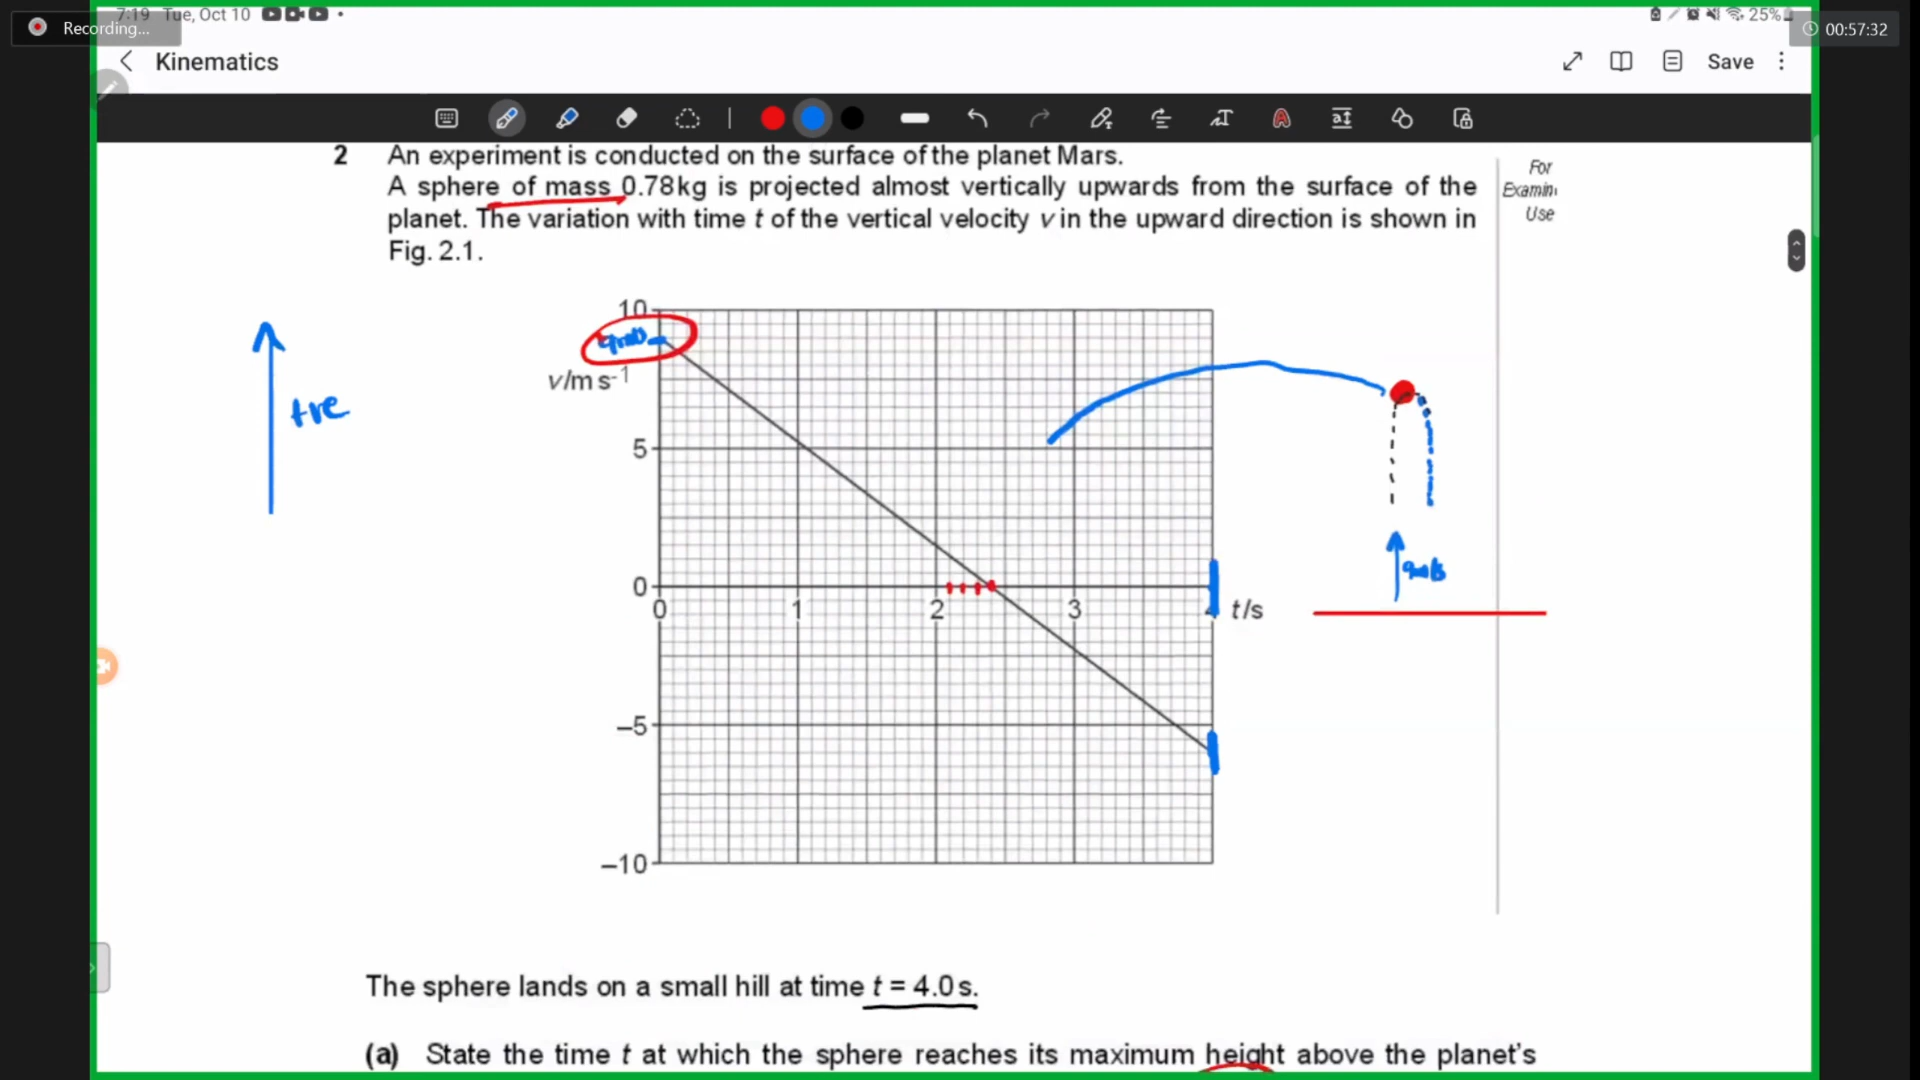 Recording...
7:19 Tue, Oct 10
25%
00:57:32
Kinematics
Save
2 An experiment is conducted on the surface of the planet Mars.
A sphere of mass 0.78kg is projected almost vertically upwards from the surface of the
planet. The variation with time t of the vertical velocity v in the upward direction is shown in
Fig. 2.1.
For
Examin
Use
10
9m/s
v/m s-1
+ve
5
9m/s
0
0 1 2 3 4 t/s
–5
–10
The sphere lands on a small hill at time t = 4.0 s.
(a) State the time t at which the sphere reaches its maximum height above the planet's